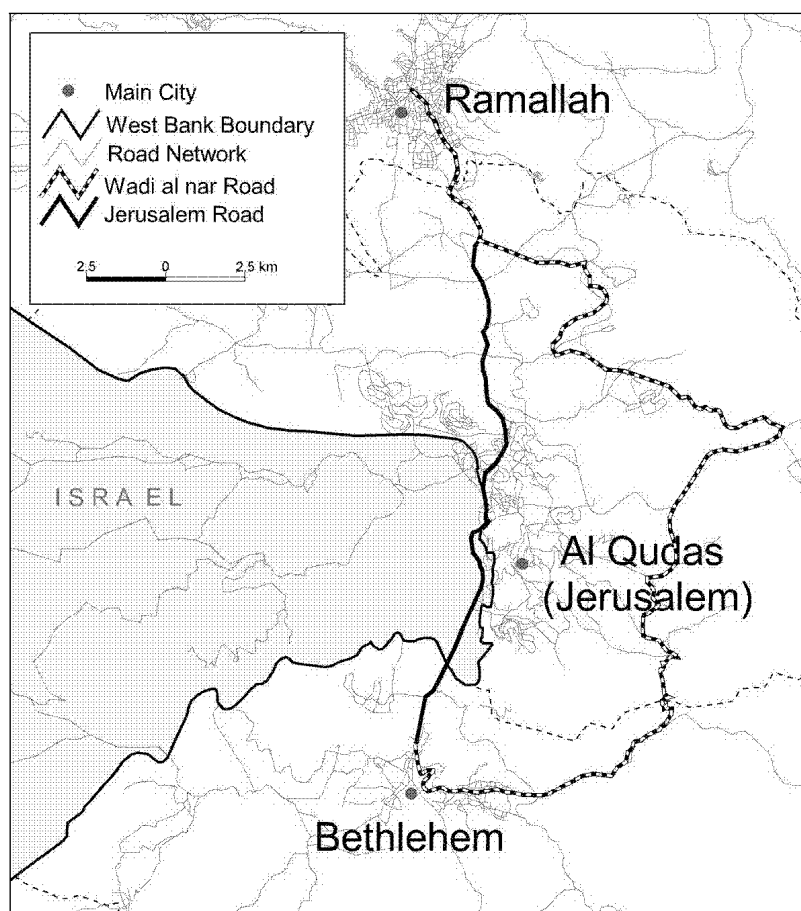 Main City
West Bank Boundary
Road Network
Wadi al nar Road
Jerusalem Road
2.5 0 2.5 km
Ramallah
ISRAEL
Al Qudas
(Jerusalem)
Bethlehem